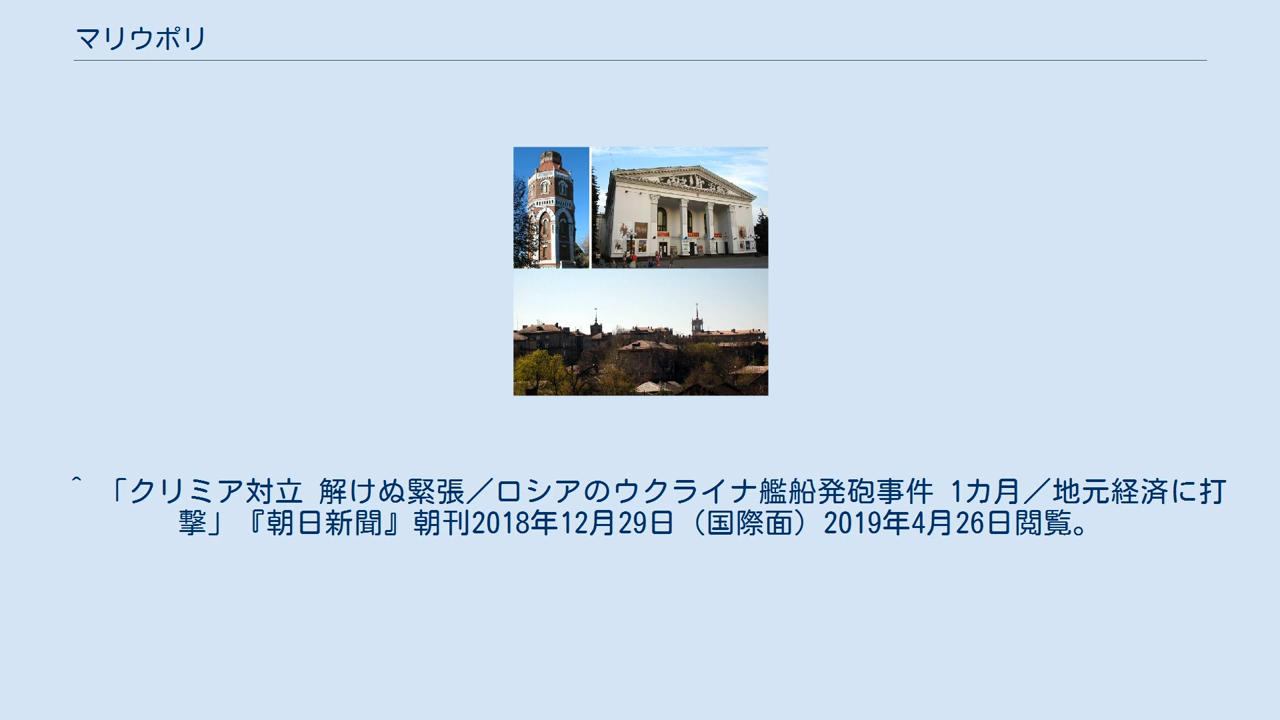 マリウポリ
^ 「クリミア対立 解けぬ緊張／ロシアのウクライナ艦船発砲事件 1カ月／地元経済に打
撃」『朝日新聞』朝刊2018年12月29日（国際面）2019年4月26日閲覧。